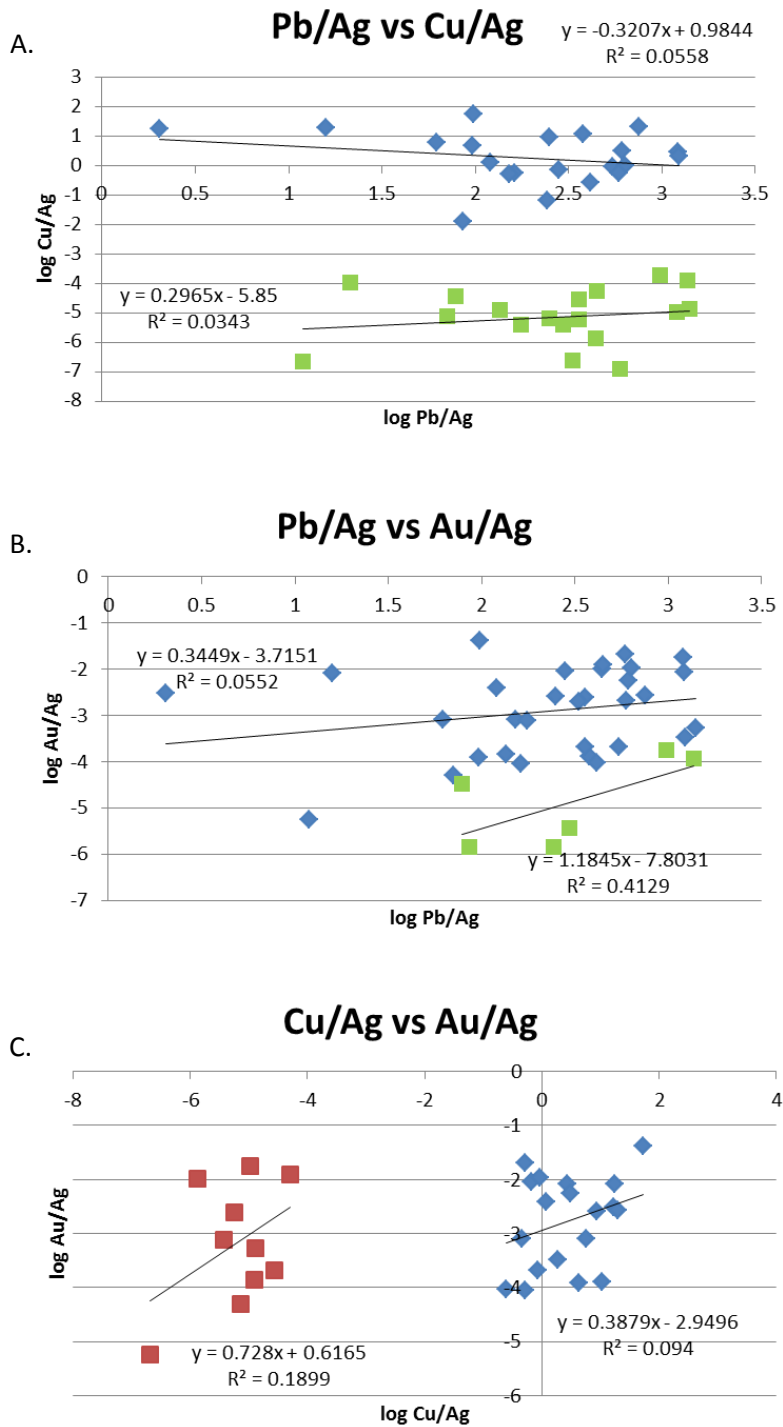 A.
Pb/Ag vs Cu/Ag
y = -0.3207x + 0.9844
R² = 0.0558
3
2
1
0
-1
-2
-3
-4
-5
-6
-7
-8
0 0.5 1 1.5 2 2.5 3 3.5
log Cu/Ag
y = 0.2965x - 5.85
R² = 0.0343
log Pb/Ag
B.
Pb/Ag vs Au/Ag
0
-1
-2
-3
-4
-5
-6
-7
0 0.5 1 1.5 2 2.5 3 3.5
y = 0.3449x - 3.7151
R² = 0.0552
log Au/Ag
y = 1.1845x - 7.8031
R² = 0.4129
log Pb/Ag
C.
Cu/Ag vs Au/Ag
0
-1
-2
-3
-4
-5
-6
-8 -6 -4 -2 0 2 4
log Au/Ag
y = 0.3879x - 2.9496
R² = 0.094
y = 0.728x + 0.6165
R² = 0.1899
log Cu/Ag